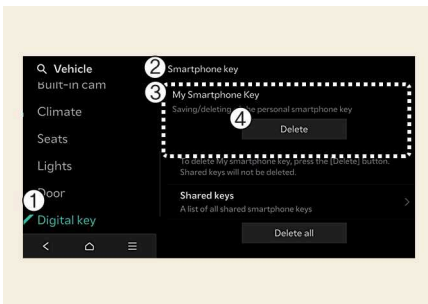 Vehicle
Built-in cam
Climate
Seats
Lights
Door
Digital key
1
2
Smartphone key
3
My Smartphone Key
Saving/deleting the personal smartphone key
4
Delete
To delete My smartphone key, press the [Delete] button.
Shared keys will not be deleted.
Shared keys
A list of all shared smartphone keys
Delete all